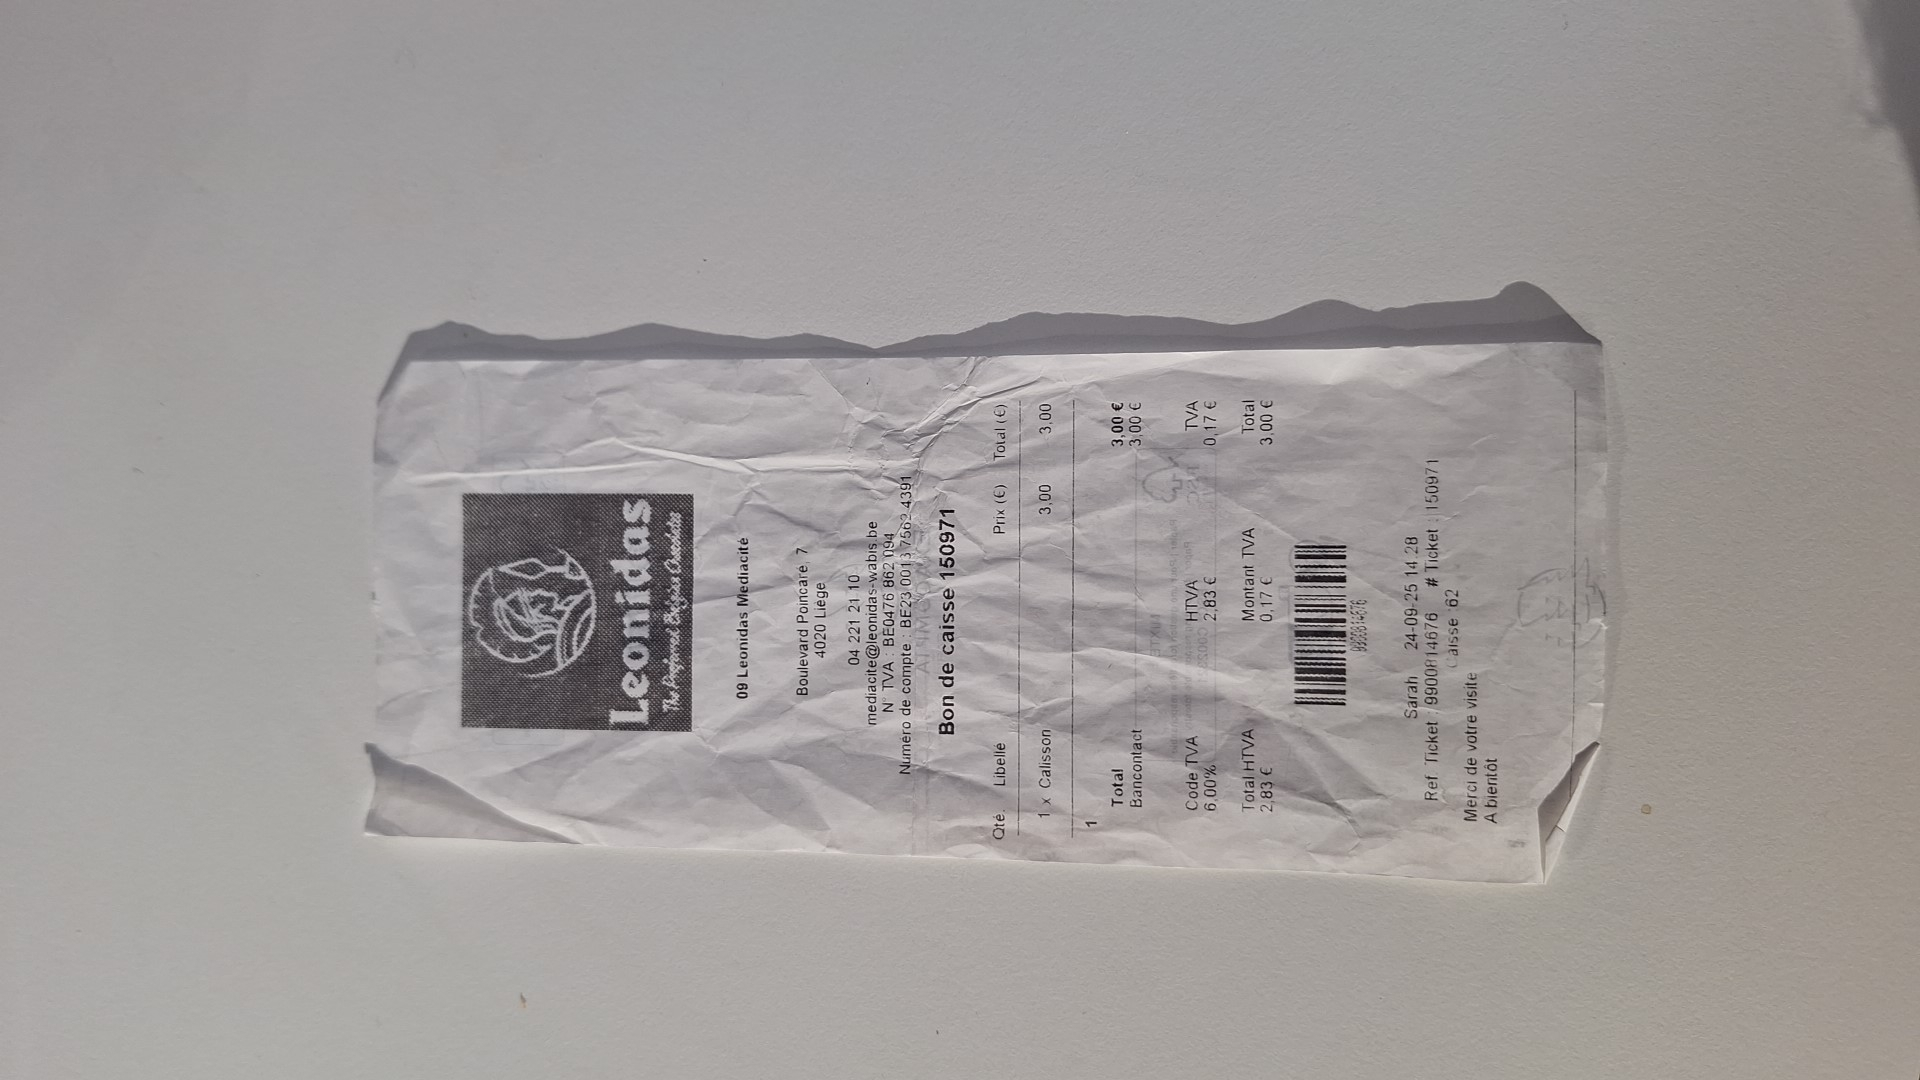 Leonidas
The Preferred Belgian Chocolates
09 Leonidas Mediacité
Boulevard Poincaré 7
4020 Liège
04 221 21 10
mediacite@leonidas-wabis.be
N° TVA : BE0476 862 094
Numéro de compte : BE23 0013 7562 4391
Bon de caisse 150971
Qté. Libellé Prix (€) Total (€)
1 x Calisson 3,00 3,00
1
Total 3,00 €
Bancontact 3,00 €
Code TVA HTVA TVA
6,00% 2,83 € 0,17 €
Total HTVA Montant TVA Total
2,83 € 0,17 € 3,00 €
9900814676
Sarah 24-09-25 14:28
Ref Ticket 9900814676 # Ticket : 150971
Caisse 62
Merci de votre visite
A bientôt